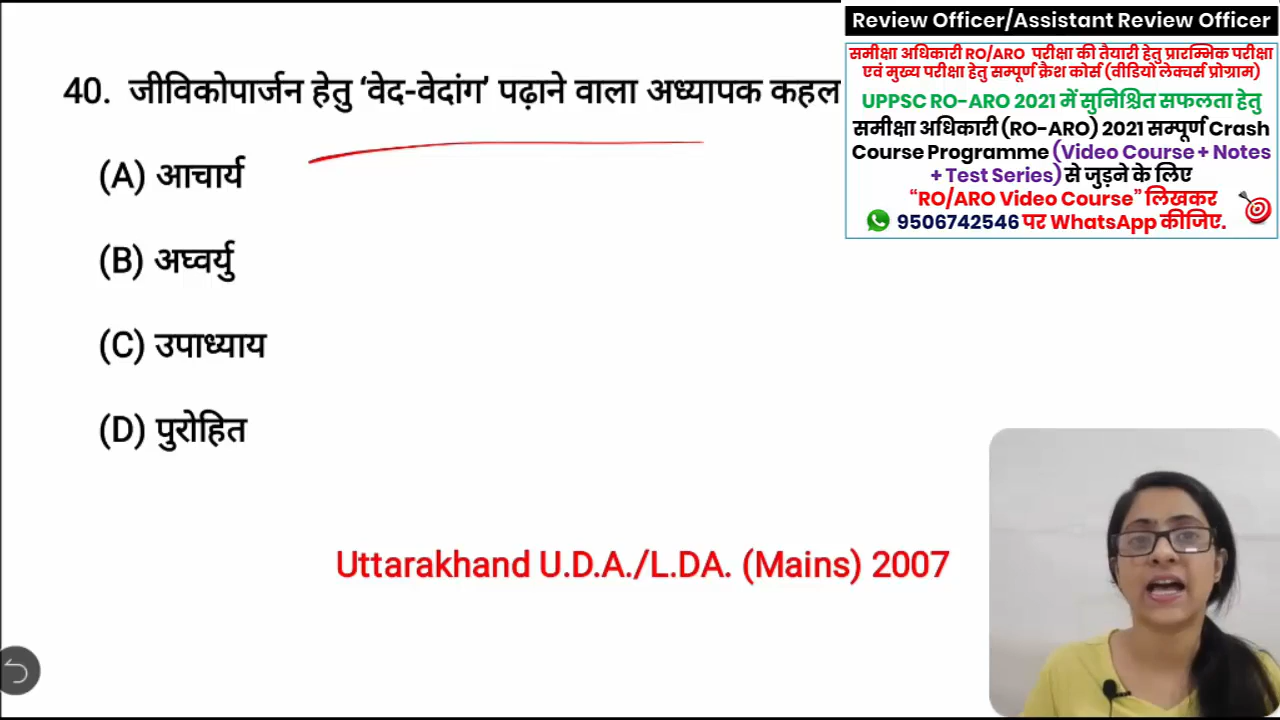 Review Officer/Assistant Review Officer
समीक्षा अधिकारी RO/ARO परीक्षा की तैयारी हेतु प्रारम्भिक परीक्षा
एवं मुख्य परीक्षा हेतु सम्पूर्ण क्रैश कोर्स (वीडियो लेक्चर्स प्रोग्राम)
UPPSC RO-ARO 2021 में सुनिश्चित सफलता हेतु
समीक्षा अधिकारी (RO-ARO) 2021 सम्पूर्ण Crash
Course Programme (Video Course + Notes
+ Test Series) से जुड़ने के लिए
“RO/ARO Video Course” लिखकर
9506742546 पर WhatsApp कीजिए.
40. जीविकोपार्जन हेतु ‘वेद-वेदांग’ पढ़ाने वाला अध्यापक कहल
(A) आचार्य
(B) अघ्वर्यु
(C) उपाध्याय
(D) पुरोहित
Uttarakhand U.D.A./L.DA. (Mains) 2007